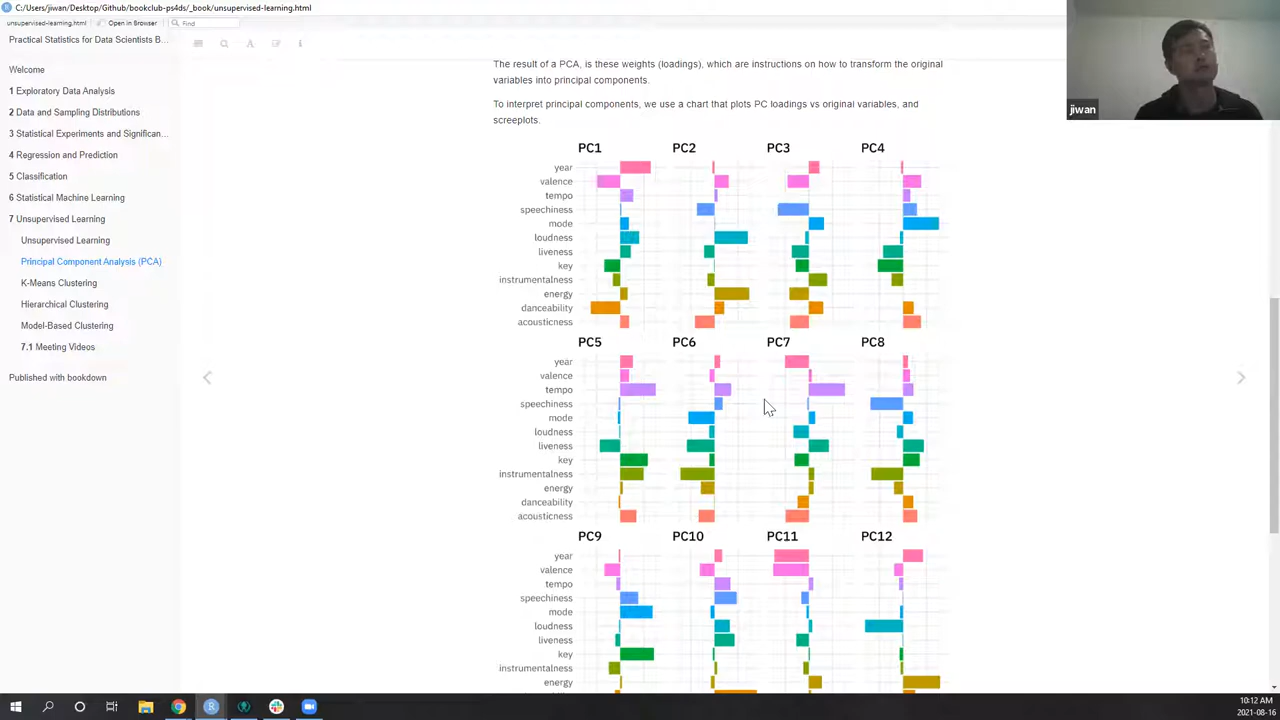 C:/Users/jiwan/Desktop/Github/bookclub-ps4ds/_book/unsupervised-learning.html
unsupervised-learning.html
Open in Browser
Find
Practical Statistics for Data Scientists B...
Welcome
1 Exploratory Data Analysis
2 Data and Sampling Distributions
3 Statistical Experiments and Significan...
4 Regression and Prediction
5 Classification
6 Statistical Machine Learning
7 Unsupervised Learning
Unsupervised Learning
Principal Component Analysis (PCA)
K-Means Clustering
Hierarchical Clustering
Model-Based Clustering
7.1 Meeting Videos
Published with bookdown
The result of a PCA, is these weights (loadings), which are instructions on how to transform the original
variables into principal components.
To interpret principal components, we use a chart that plots PC loadings vs original variables, and
screeplots.
PC1 PC2 PC3 PC4
year
valence
tempo
speechiness
mode
loudness
liveness
key
instrumentalness
energy
danceability
acousticness
PC5 PC6 PC7 PC8
year
valence
tempo
speechiness
mode
loudness
liveness
key
instrumentalness
energy
danceability
acousticness
PC9 PC10 PC11 PC12
year
valence
tempo
speechiness
mode
loudness
liveness
key
instrumentalness
energy
jiwan
10:12 AM
2021-08-16